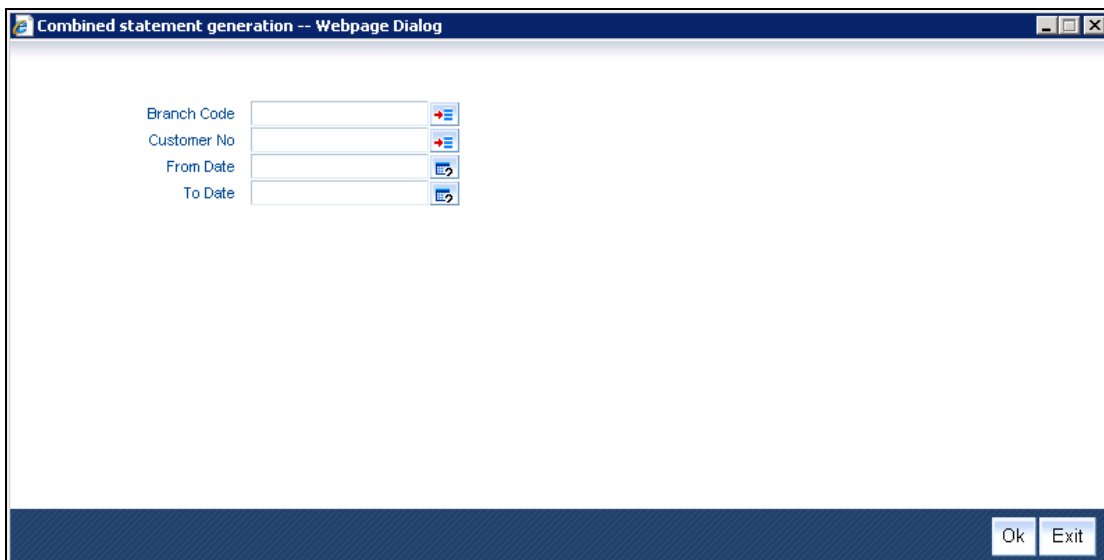 Combined statement generation -- Webpage Dialog
Branch Code
Customer No
From Date
To Date
Ok Exit